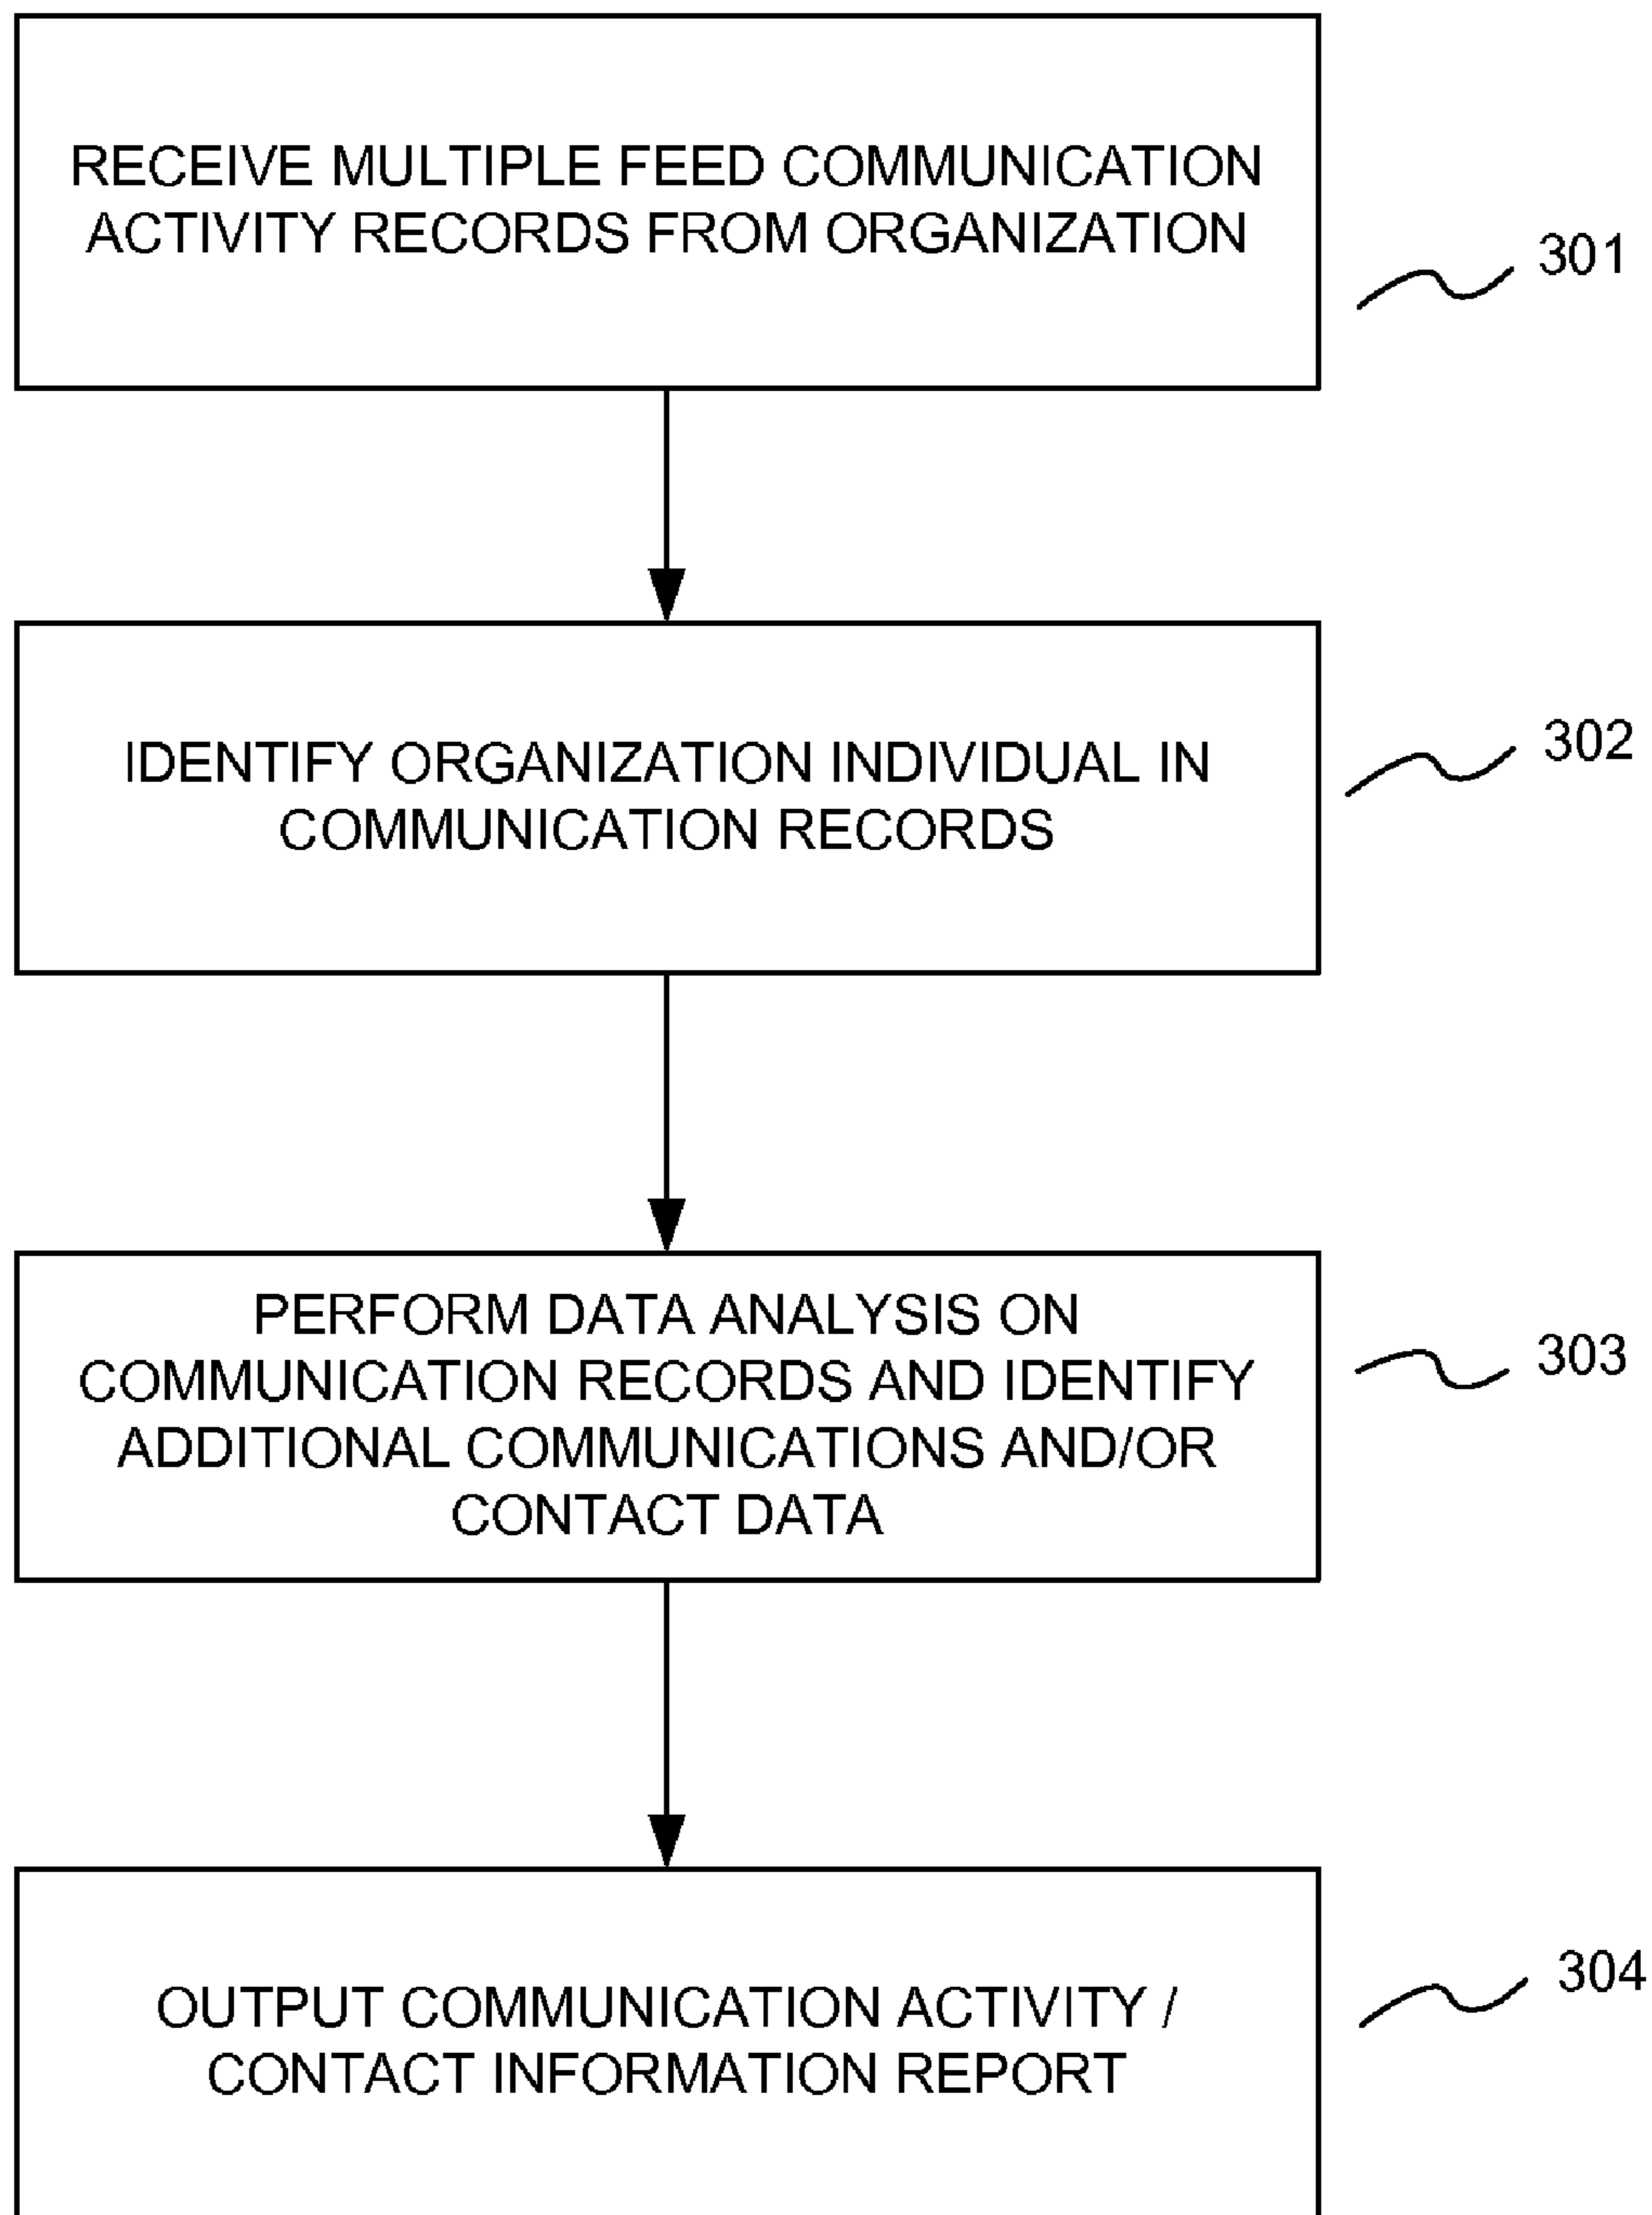 RECEIVE MULTIPLE FEED COMMUNICATION
ACTIVITY RECORDS FROM ORGANIZATION
301
IDENTIFY ORGANIZATION INDIVIDUAL IN
COMMUNICATION RECORDS
302
PERFORM DATA ANALYSIS ON
COMMUNICATION RECORDS AND IDENTIFY
ADDITIONAL COMMUNICATIONS AND/OR
CONTACT DATA
303
OUTPUT COMMUNICATION ACTIVITY /
CONTACT INFORMATION REPORT
304